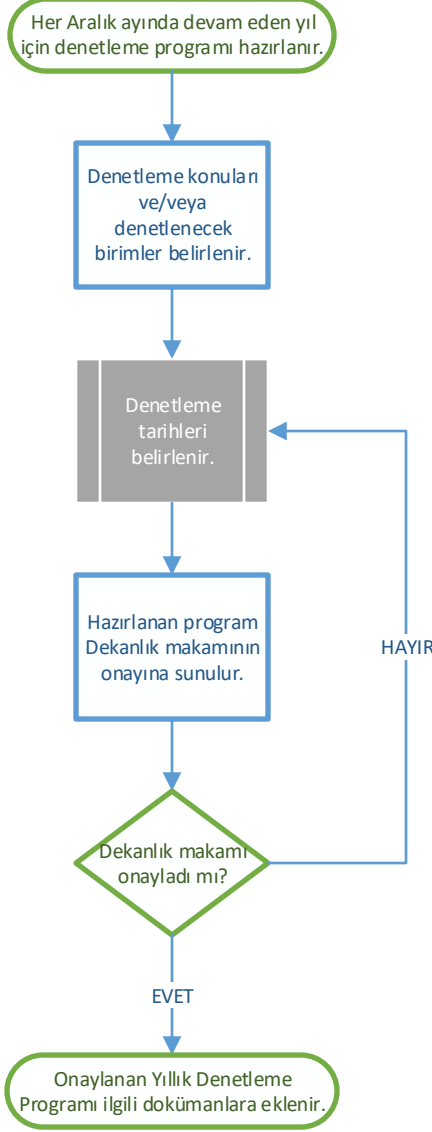 Her Aralık ayında devam eden yıl
için denetleme programı hazırlanır.
Denetleme konuları
ve/veya
denetlenecek
birimler belirlenir.
Denetleme
tarihleri
belirlenir.
Hazırlanan program
Dekanlık makamının
onayına sunulur.
HAYIR
Dekanlık makamı
onayladı mı?
EVET
Onaylanan Yıllık Denetleme
Programı ilgili dokümanlara eklenir.